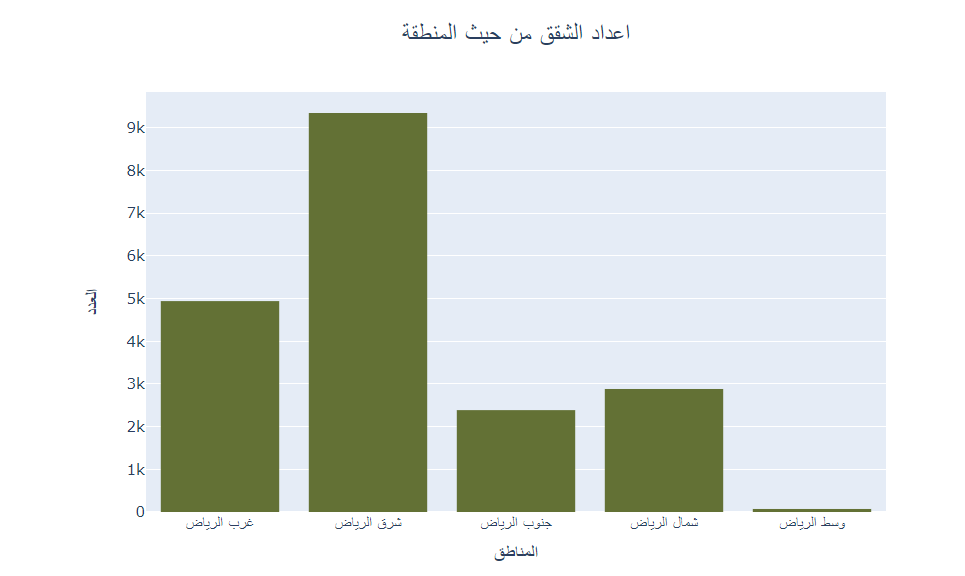 اعداد الشقق من حيث المنطقة
9k
8k
7k
6k
5k
4k
3k
2k
1k
0
العدد
غرب الرياض
شرق الرياض
جنوب الرياض
شمال الرياض
وسط الرياض
المناطق